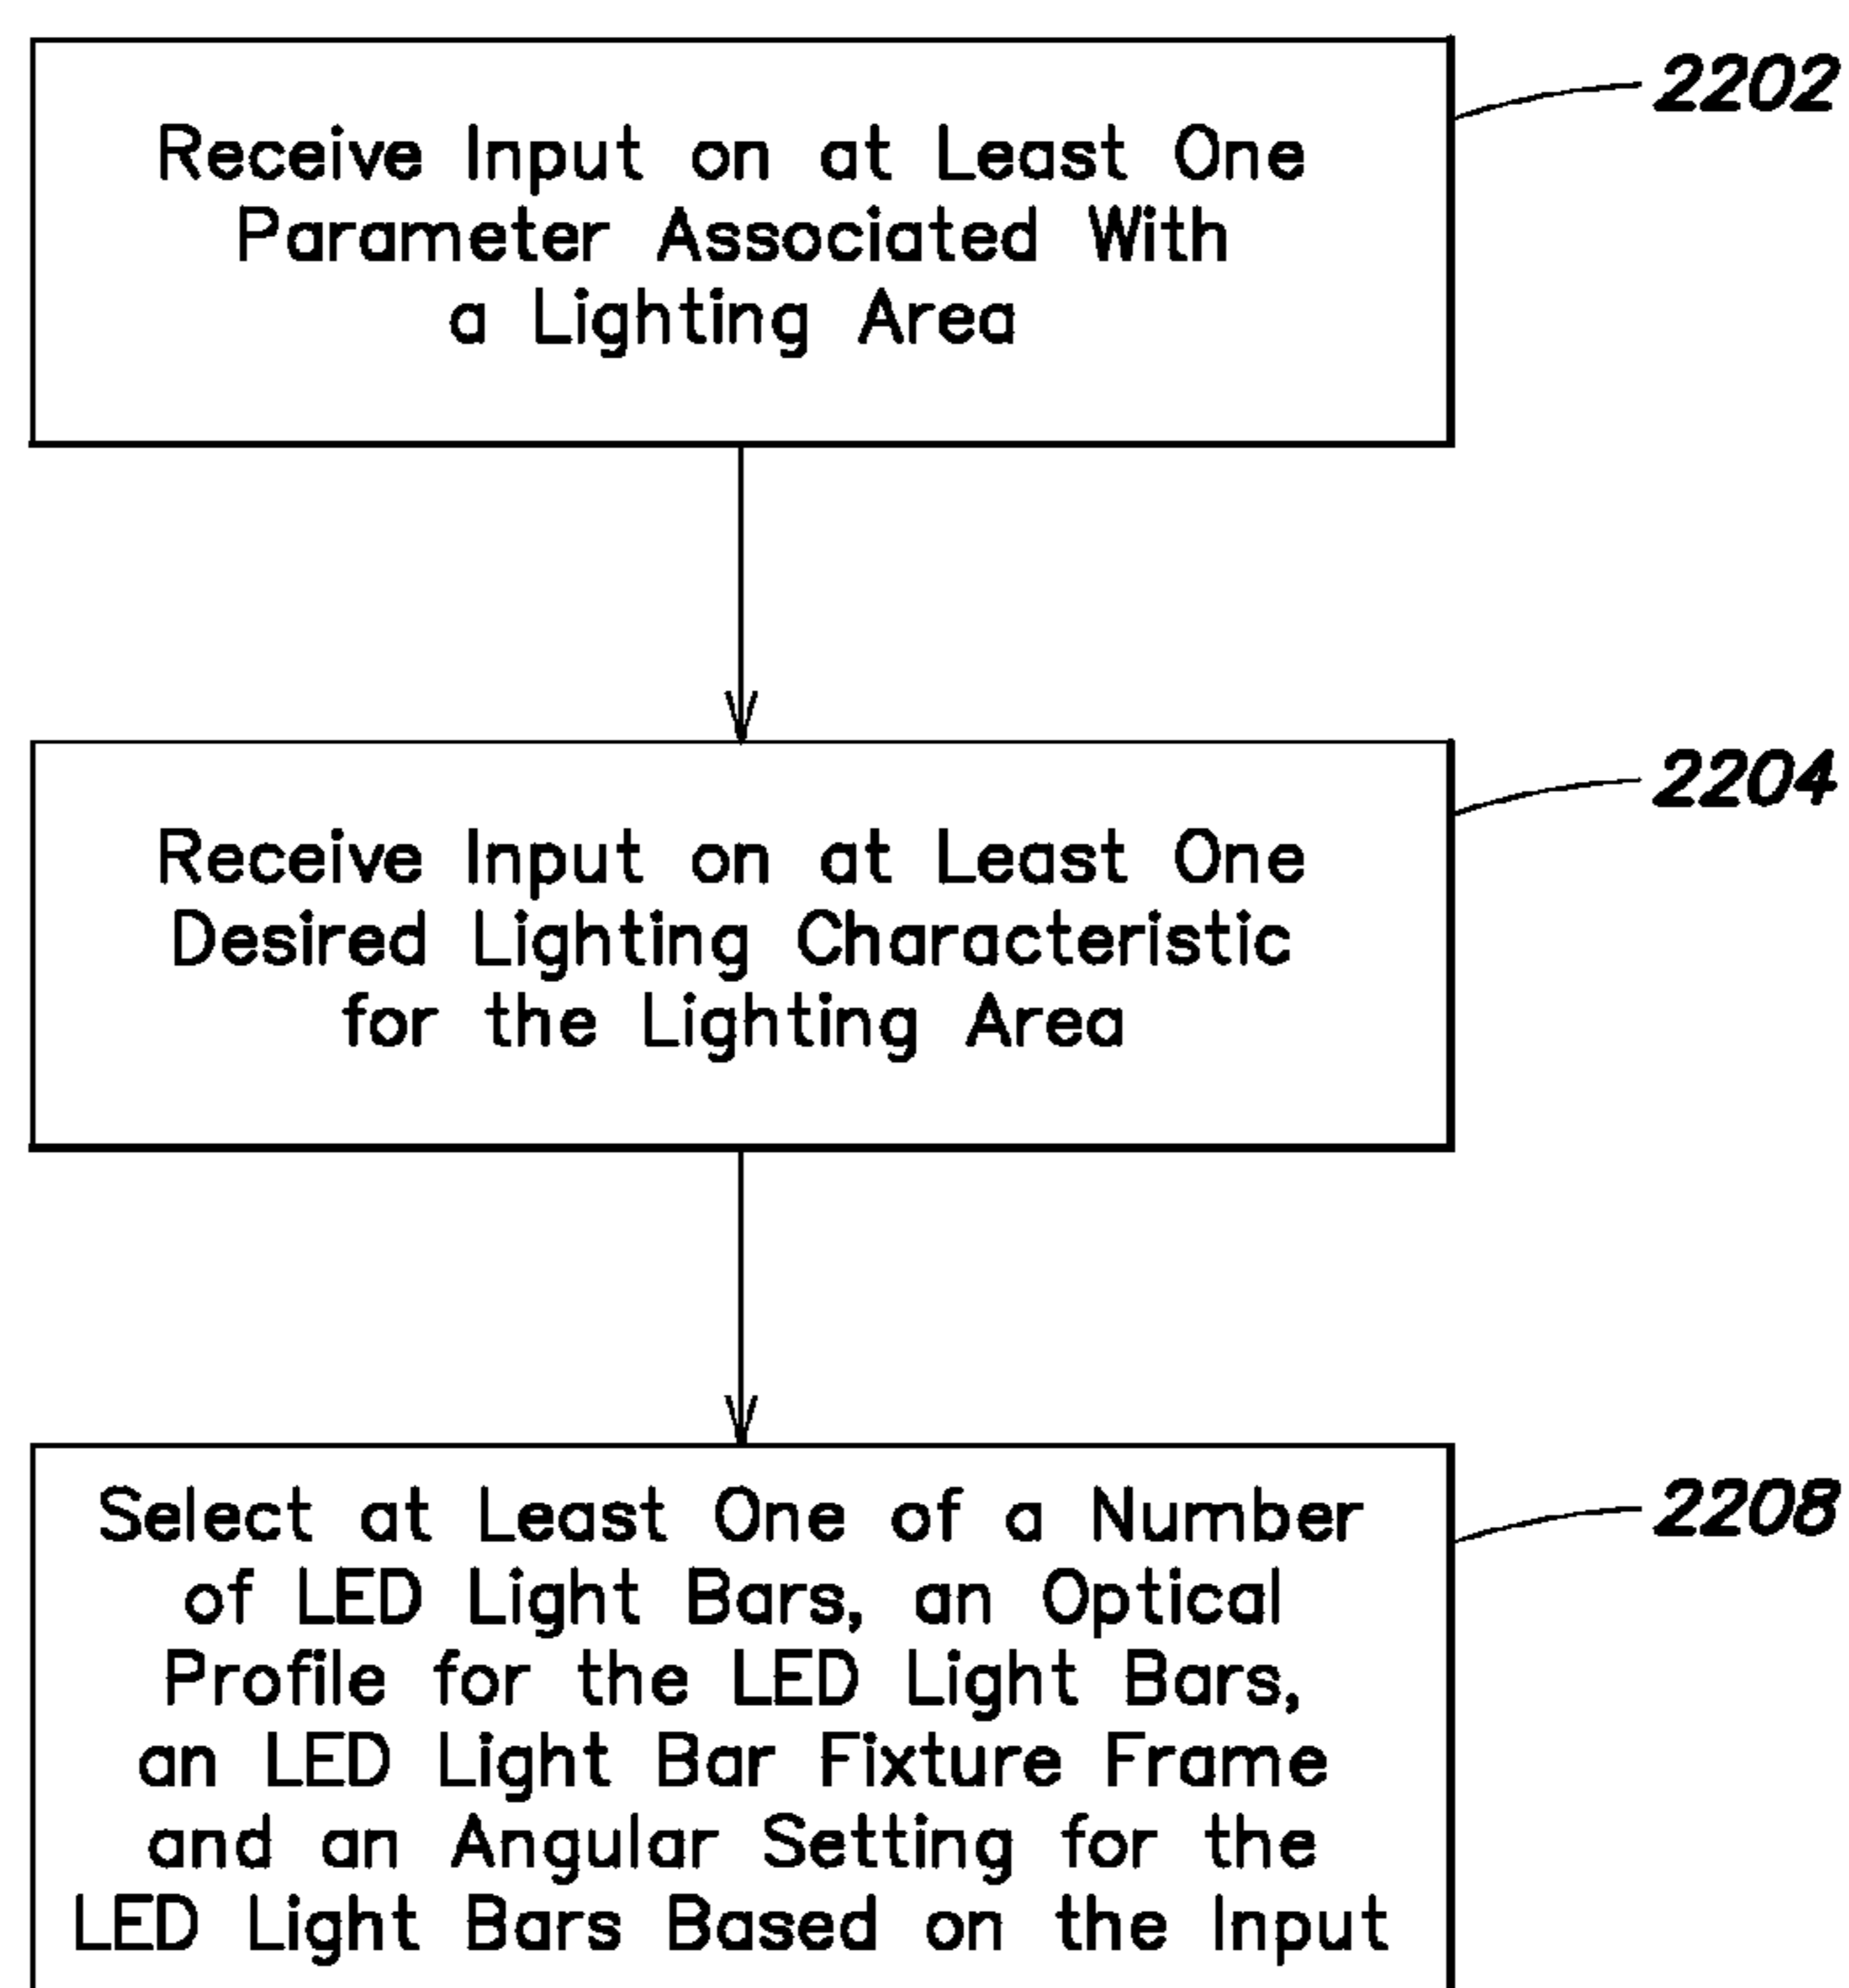 2202
Receive Input on at Least One
Parameter Associated With
a Lighting Area
2204
Receive Input on at Least One
Desired Lighting Characteristic
for the Lighting Area
2208
Select at Least One of a Number
of LED Light Bars, an Optical
Profile for the LED Light Bars,
an LED Light Bar Fixture Frame
and an Angular Setting for the
LED Light Bars Based on the Input